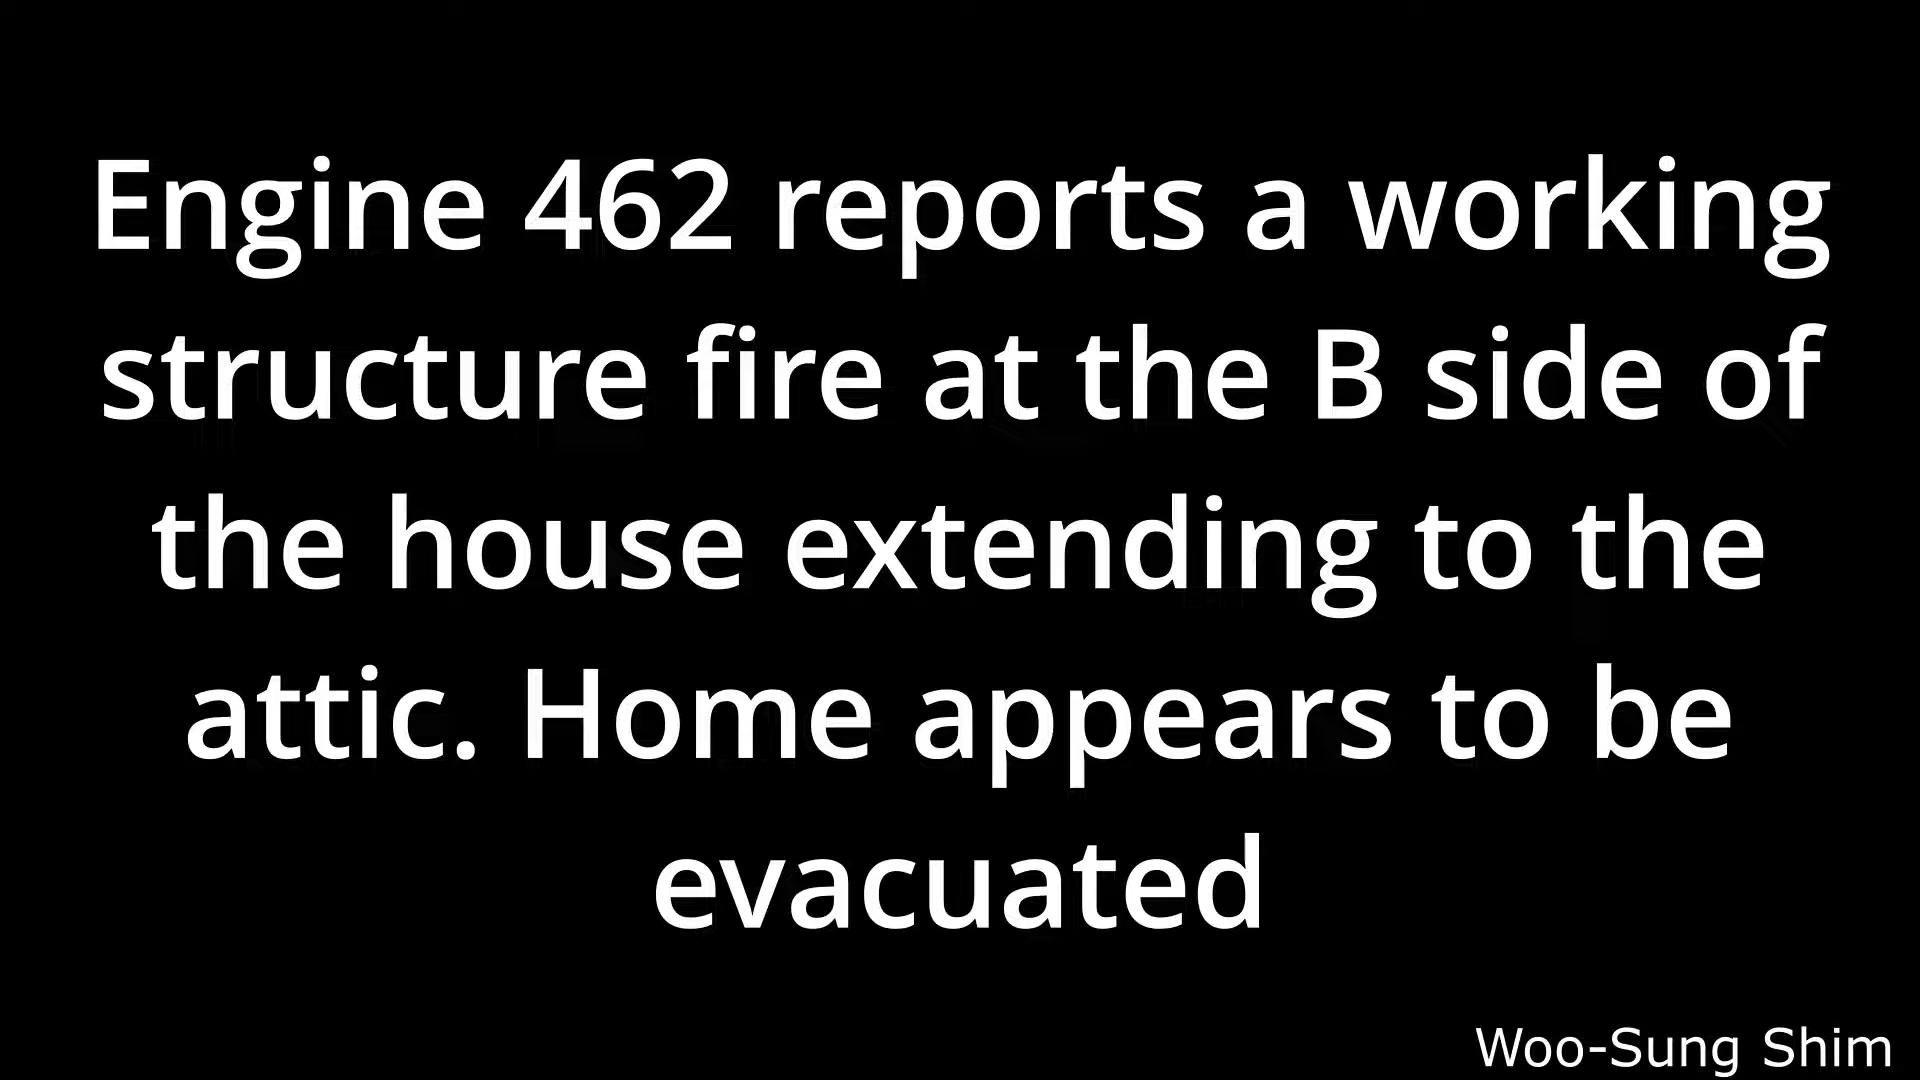 Engine 462 reports a working
structure fire at the B side of
the house extending to the
attic. Home appears to be
evacuated
Woo-Sung Shim